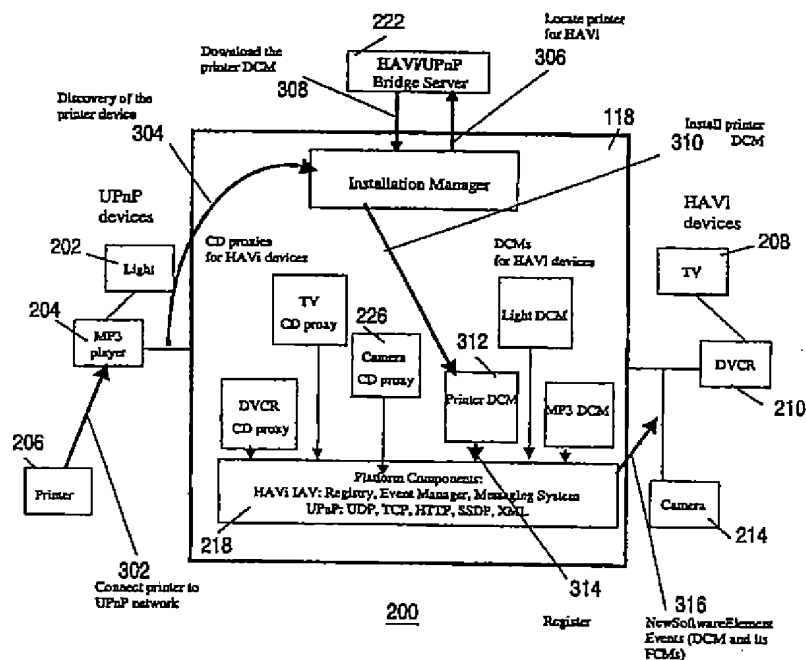 222
Locate printer
for HAVi
306
Download the
printer DCM
308
HAVi/UPnP
Bridge Server
Discovery of the
printer device
304
118
Install printer
DCM
310
Installation Manager
UPnP
devices
HAVi
devices
202
Light
CD proxies
for HAVi devices
DCMs
for HAVi devices
208
TV
204
MP3
player
TV
CD proxy
226
Camera
CD proxy
Light DCM
312
Printer DCM
DVCR
210
DVCR
CD proxy
MP3 DCM
206
Printer
Platform Components:
HAVi IAV: Registry, Event Manager, Messaging System
UPnP: UDP, TCP, HTTP, SSDP, XML
218
Camera
214
302
Connect printer to
UPnP network
314
Register
200
316
NewSoftwareElement
Events (DCM and its
FCMs)